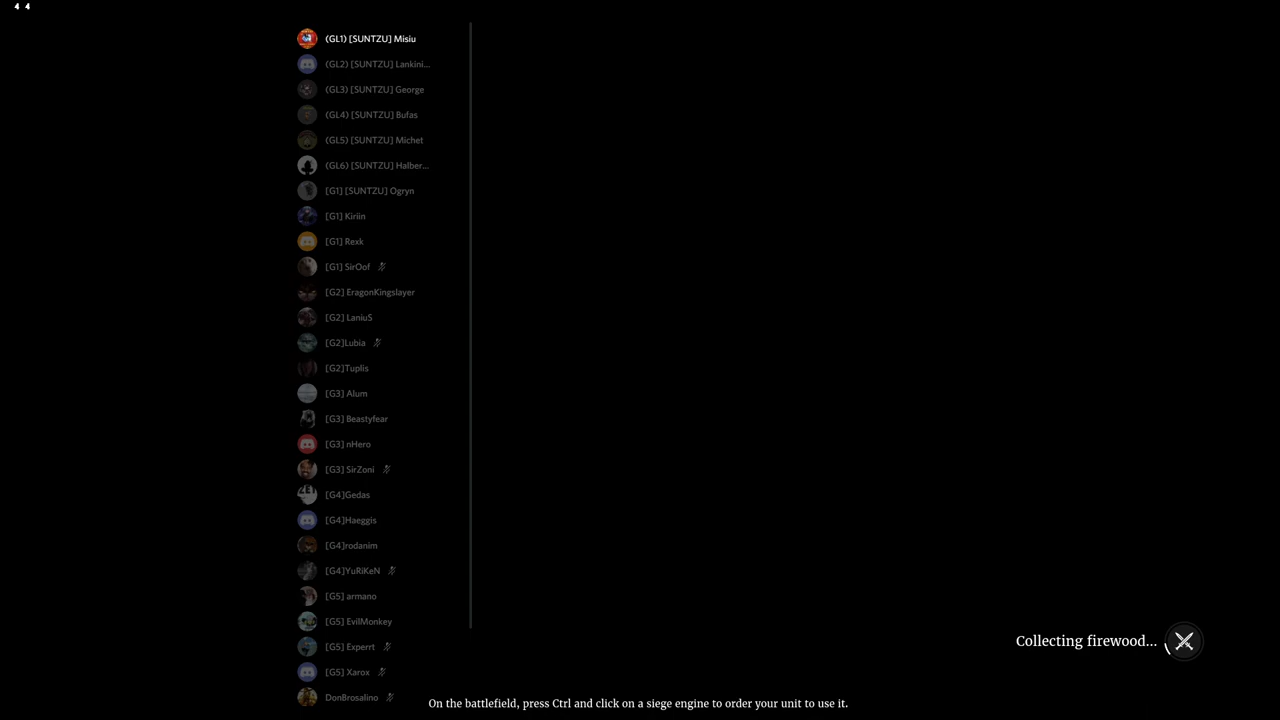 4 4
(GL1) [SUNTZU] Misiu
(GL2) [SUNTZU] Lankini...
(GL3) [SUNTZU] George
(GL4) [SUNTZU] Bufas
(GL5) [SUNTZU] Michet
(GL6) [SUNTZU] Halber...
[G1] [SUNTZU] Ogryn
[G1] Kiriin
[G1] Rexk
[G1] SirOof
[G2] EragonKingslayer
[G2] LaniuS
[G2]Lubia
[G2]Tuplis
[G3] Alum
[G3] Beastyfear
[G3] nHero
[G3] SirZoni
[G4]Gedas
[G4]Haeggis
[G4]rodanim
[G4]YuRiKeN
[G5] armano
[G5] EvilMonkey
[G5] Experrt
[G5] Xarox
DonBrosalino
Collecting firewood...
On the battlefield, press Ctrl and click on a siege engine to order your unit to use it.